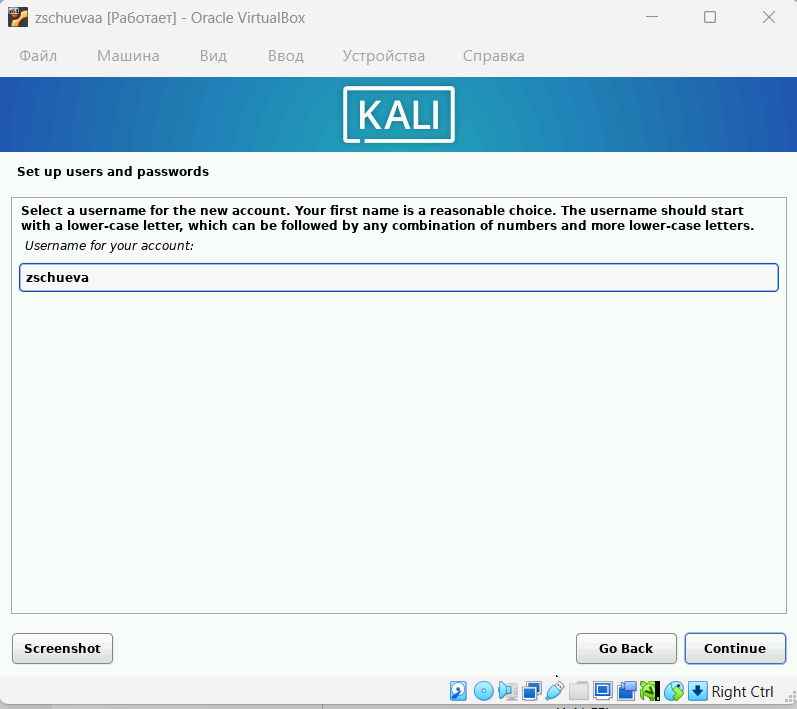 zschuevaa [Работает] - Oracle VirtualBox
Файл Машина Вид Ввод Устройства Справка
KALI
Set up users and passwords
Select a username for the new account. Your first name is a reasonable choice. The username should start
with a lower-case letter, which can be followed by any combination of numbers and more lower-case letters.
Username for your account:
zschueva
Screenshot Go Back Continue
Right Ctrl